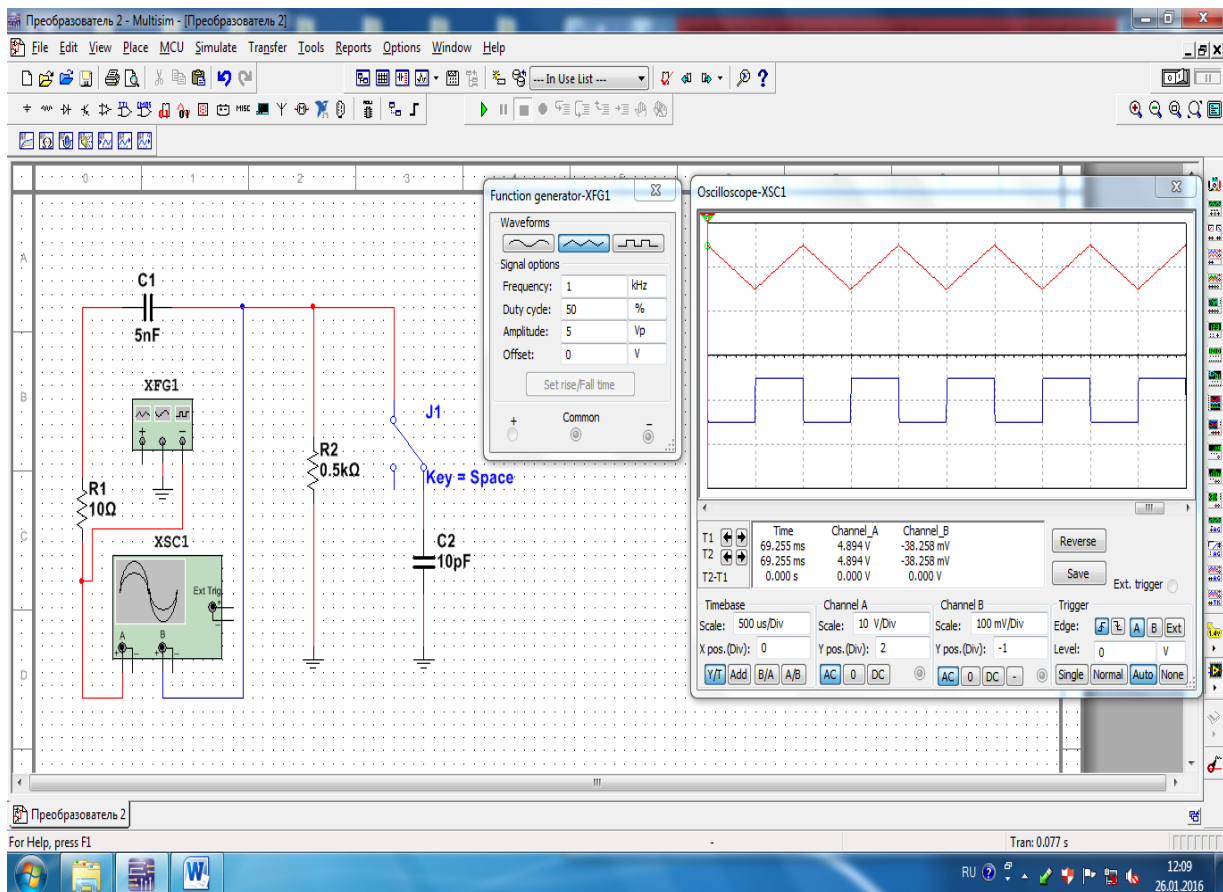 Преобразователь 2 - Multisim - [Преобразователь 2]
File Edit View Place MCU Simulate Transfer Tools Reports Options Window Help
--- In Use List ---
MISC
0 1 2 3
A
B
C
D
C1
5nF
XFG1
R1
10Ω
XSC1
Ext Trig
A B
R2
0.5kΩ
J1
Key = Space
C2
10pF
Function generator-XFG1
Waveforms
Signal options
Frequency: 1 kHz
Duty cycle: 50 %
Amplitude: 5 Vp
Offset: 0 V
Set rise/Fall time
+ Common −
Oscilloscope-XSC1
Time Channel_A Channel_B
T1 69.255 ms 4.894 V -38.258 mV
T2 69.255 ms 4.894 V -38.258 mV
T2-T1 0.000 s 0.000 V 0.000 V
Reverse
Save
Ext. trigger
Timebase Channel A Channel B Trigger
Scale: 500 us/Div Scale: 10 V/Div Scale: 100 mV/Div Edge: A B Ext
X pos.(Div): 0 Y pos.(Div): 2 Y pos.(Div): -1 Level: 0 V
Y/T Add B/A A/B AC 0 DC AC 0 DC - Single Normal Auto None
Преобразователь 2
For Help, press F1 - Tran: 0.077 s
RU 12:09
26.01.2016